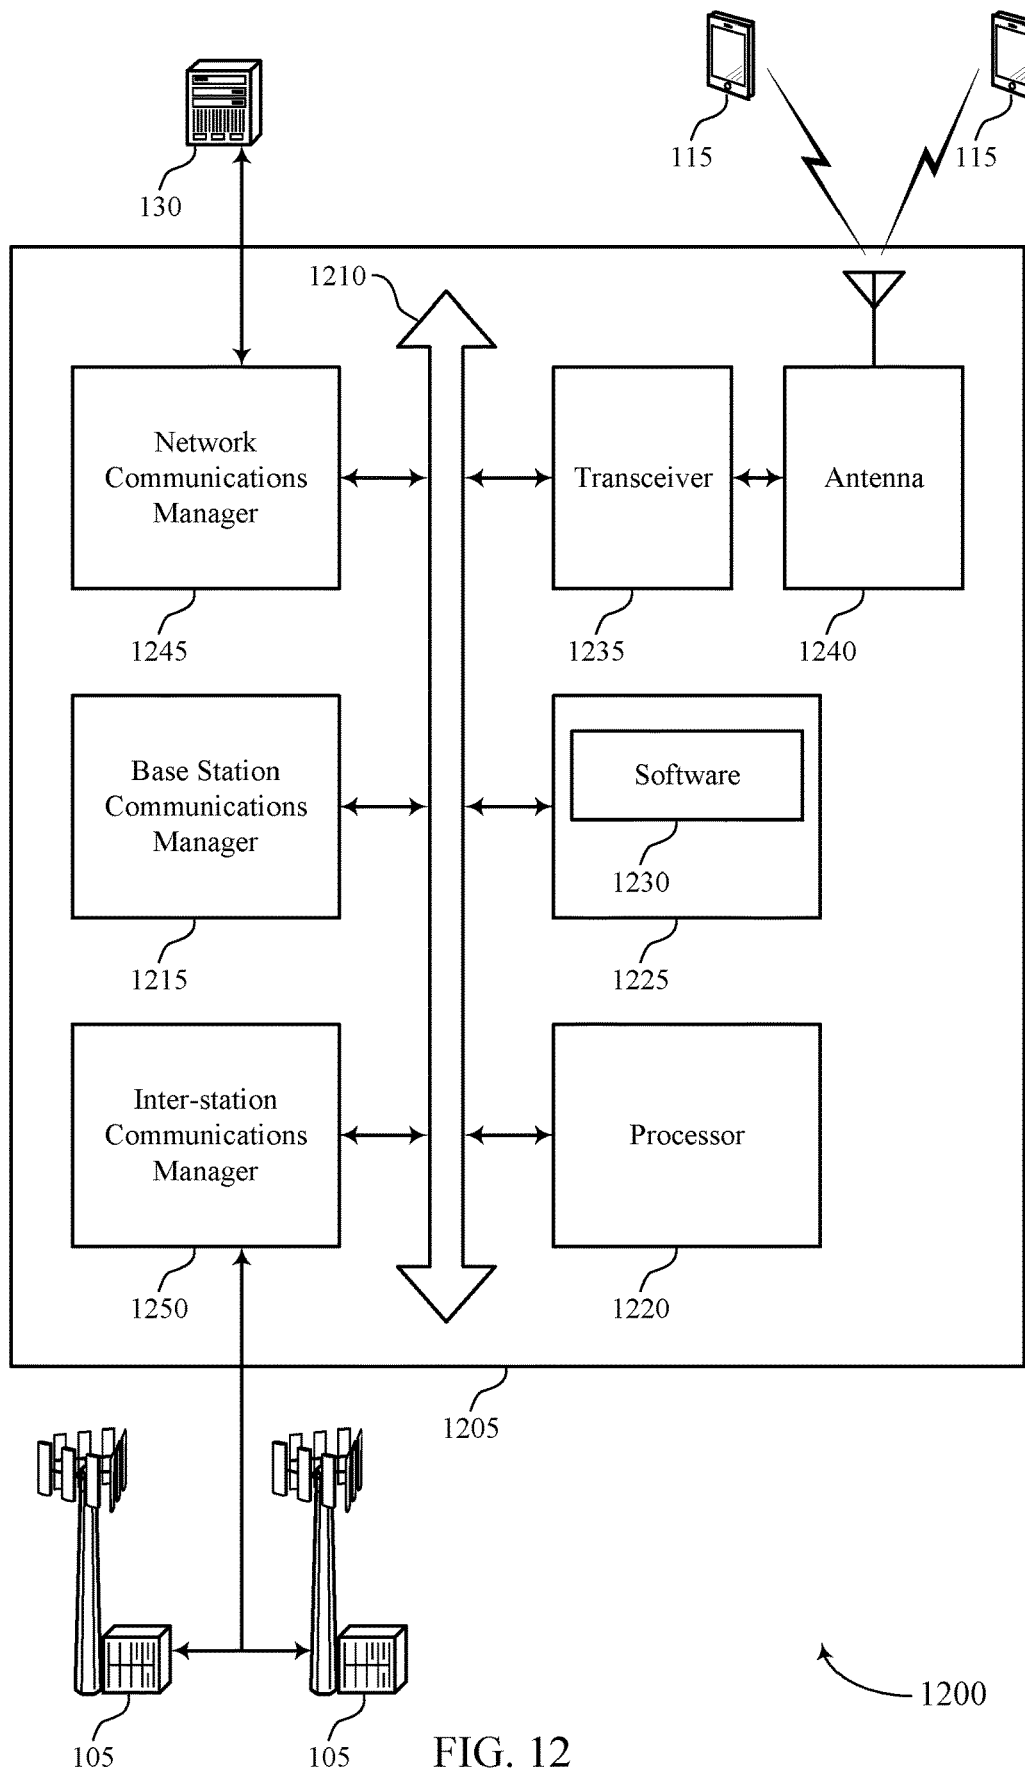 115
115
130
1210
Network
Communications
Manager
Transceiver
Antenna
1245
1235
1240
Base Station
Communications
Manager
Software
1230
1215
1225
Inter-station
Communications
Manager
Processor
1250
1220
1205
1200
105
105
FIG. 12